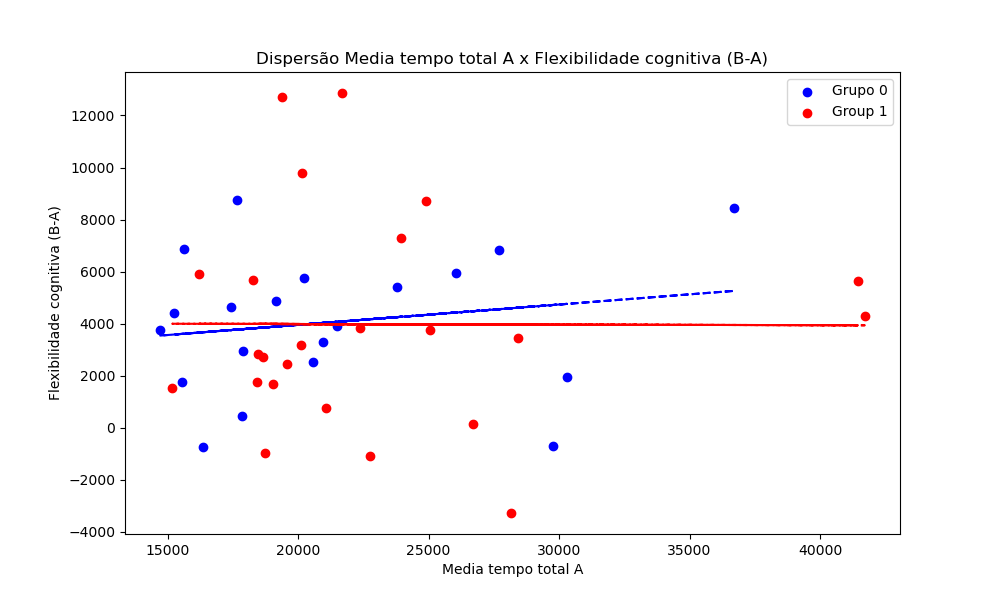 Dispersão Media tempo total A x Flexibilidade cognitiva (B-A)
Grupo 0
Group 1
12000
10000
8000
6000
4000
2000
0
−2000
−4000
Flexibilidade cognitiva (B-A)
15000 20000 25000 30000 35000 40000
Media tempo total A